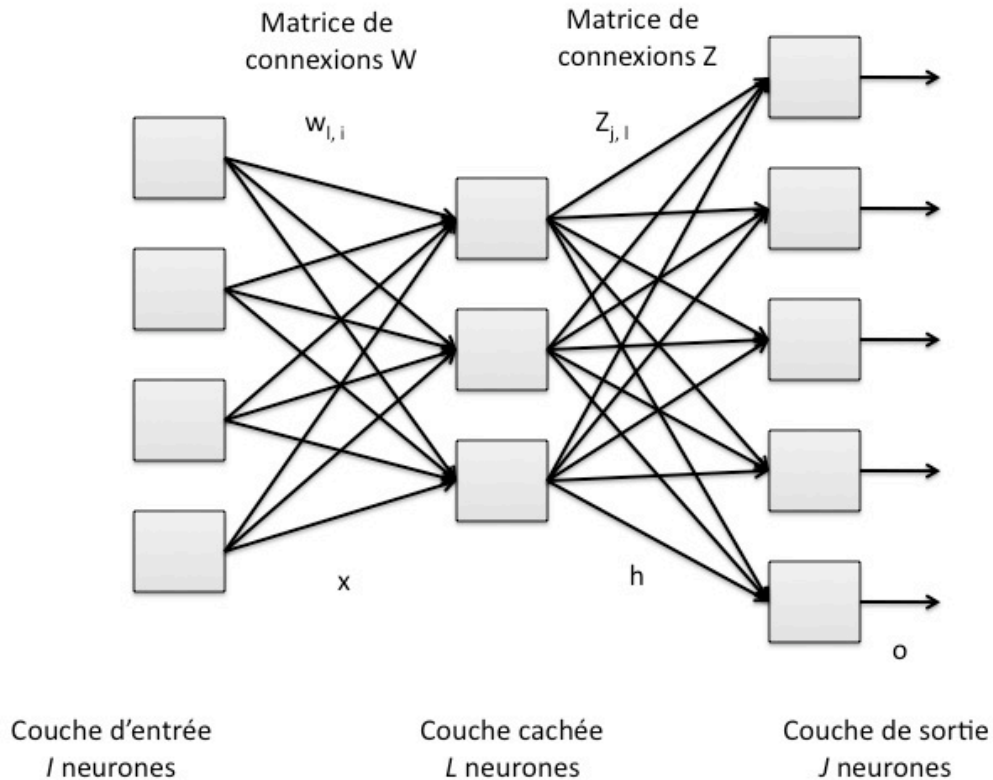 Matrice de
connexions W
Matrice de
connexions Z
w_{l, i}
Z_{j, l}
x
h
o
Couche d'entrée
I neurones
Couche cachée
L neurones
Couche de sortie
J neurones